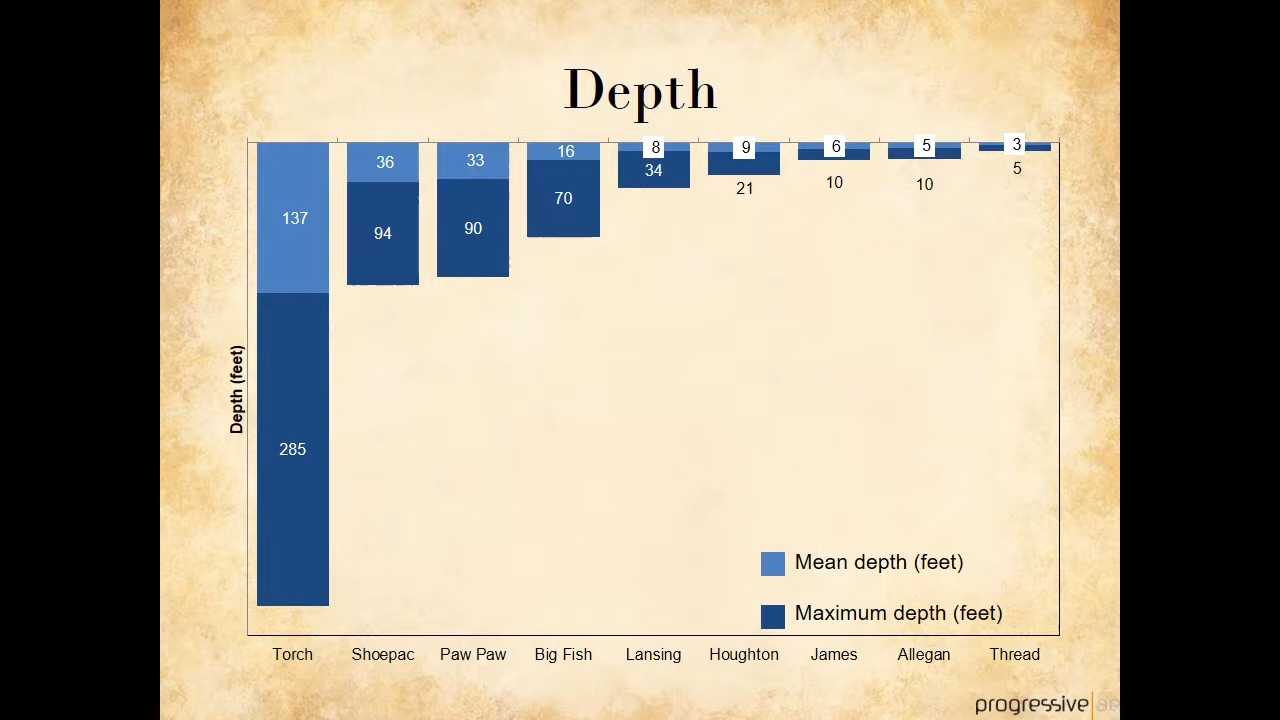 Depth
137 36 33 16 8 9 6 5 3
285 94 90 70 34 21 10 10 5
Depth (feet)
Mean depth (feet)
Maximum depth (feet)
Torch Shoepac Paw Paw Big Fish Lansing Houghton James Allegan Thread
progressive ae